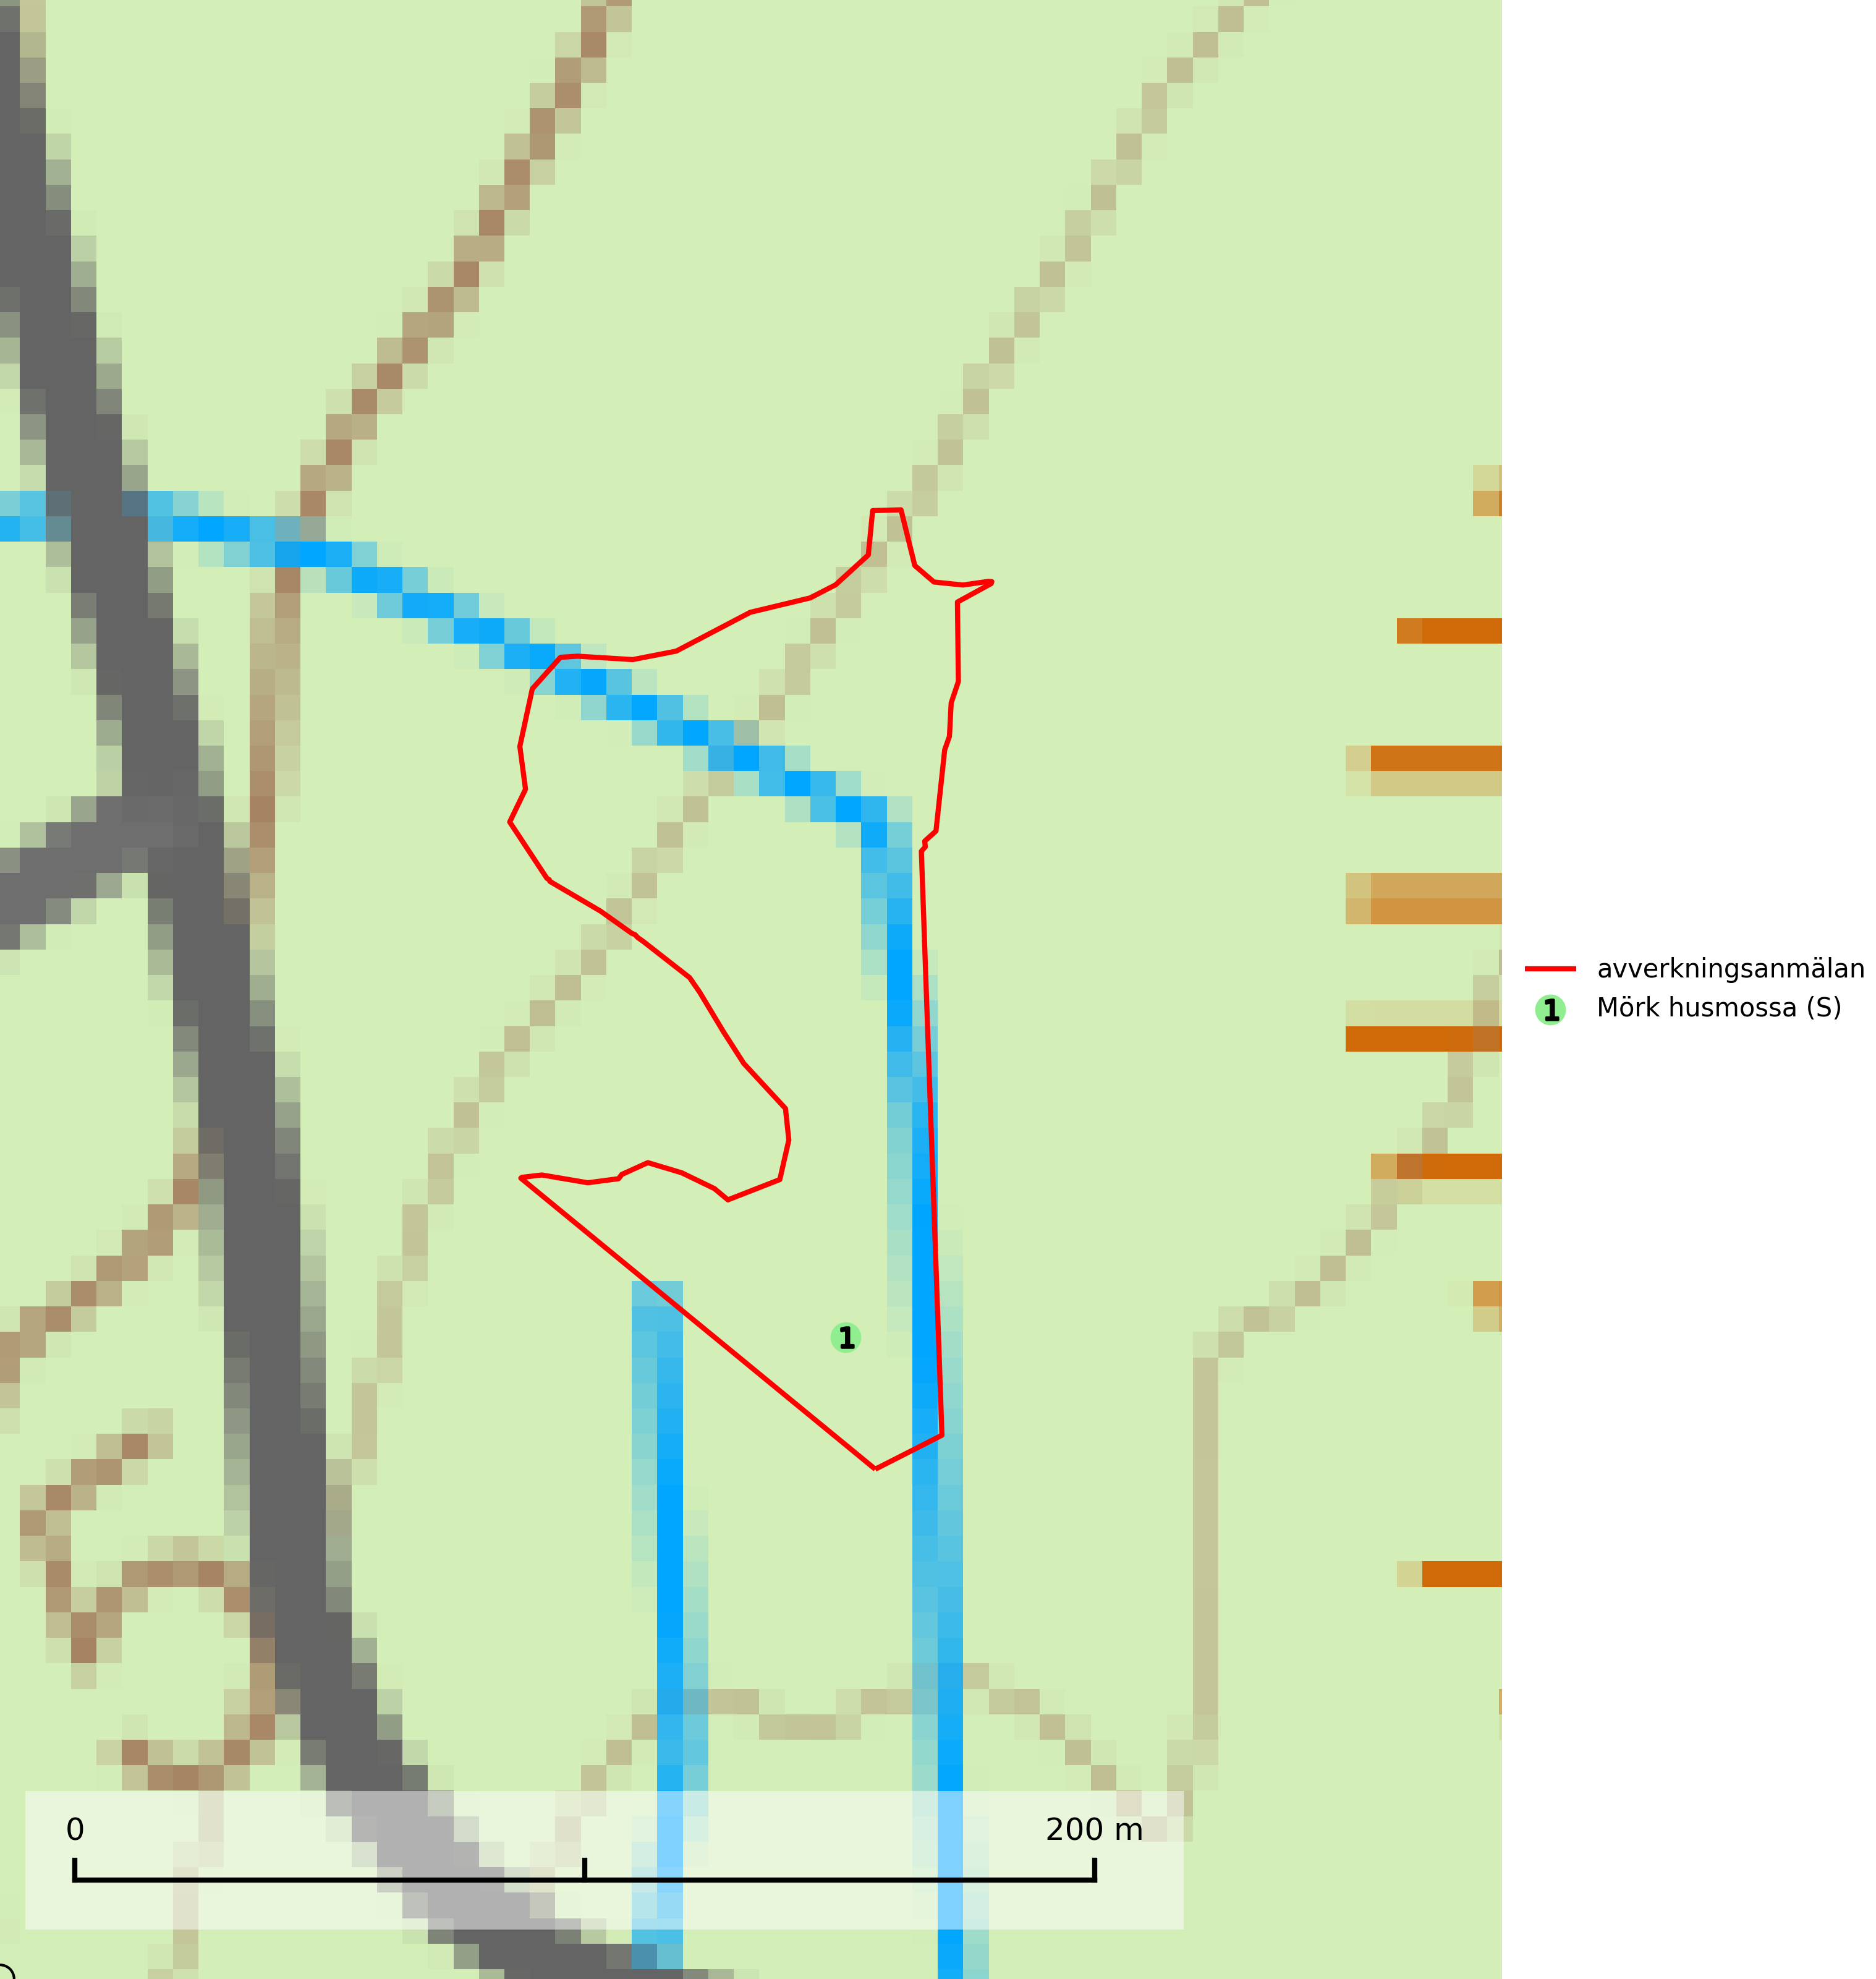 avverkningsanmälan
1 Mörk husmossa (S)
1
0 200 m